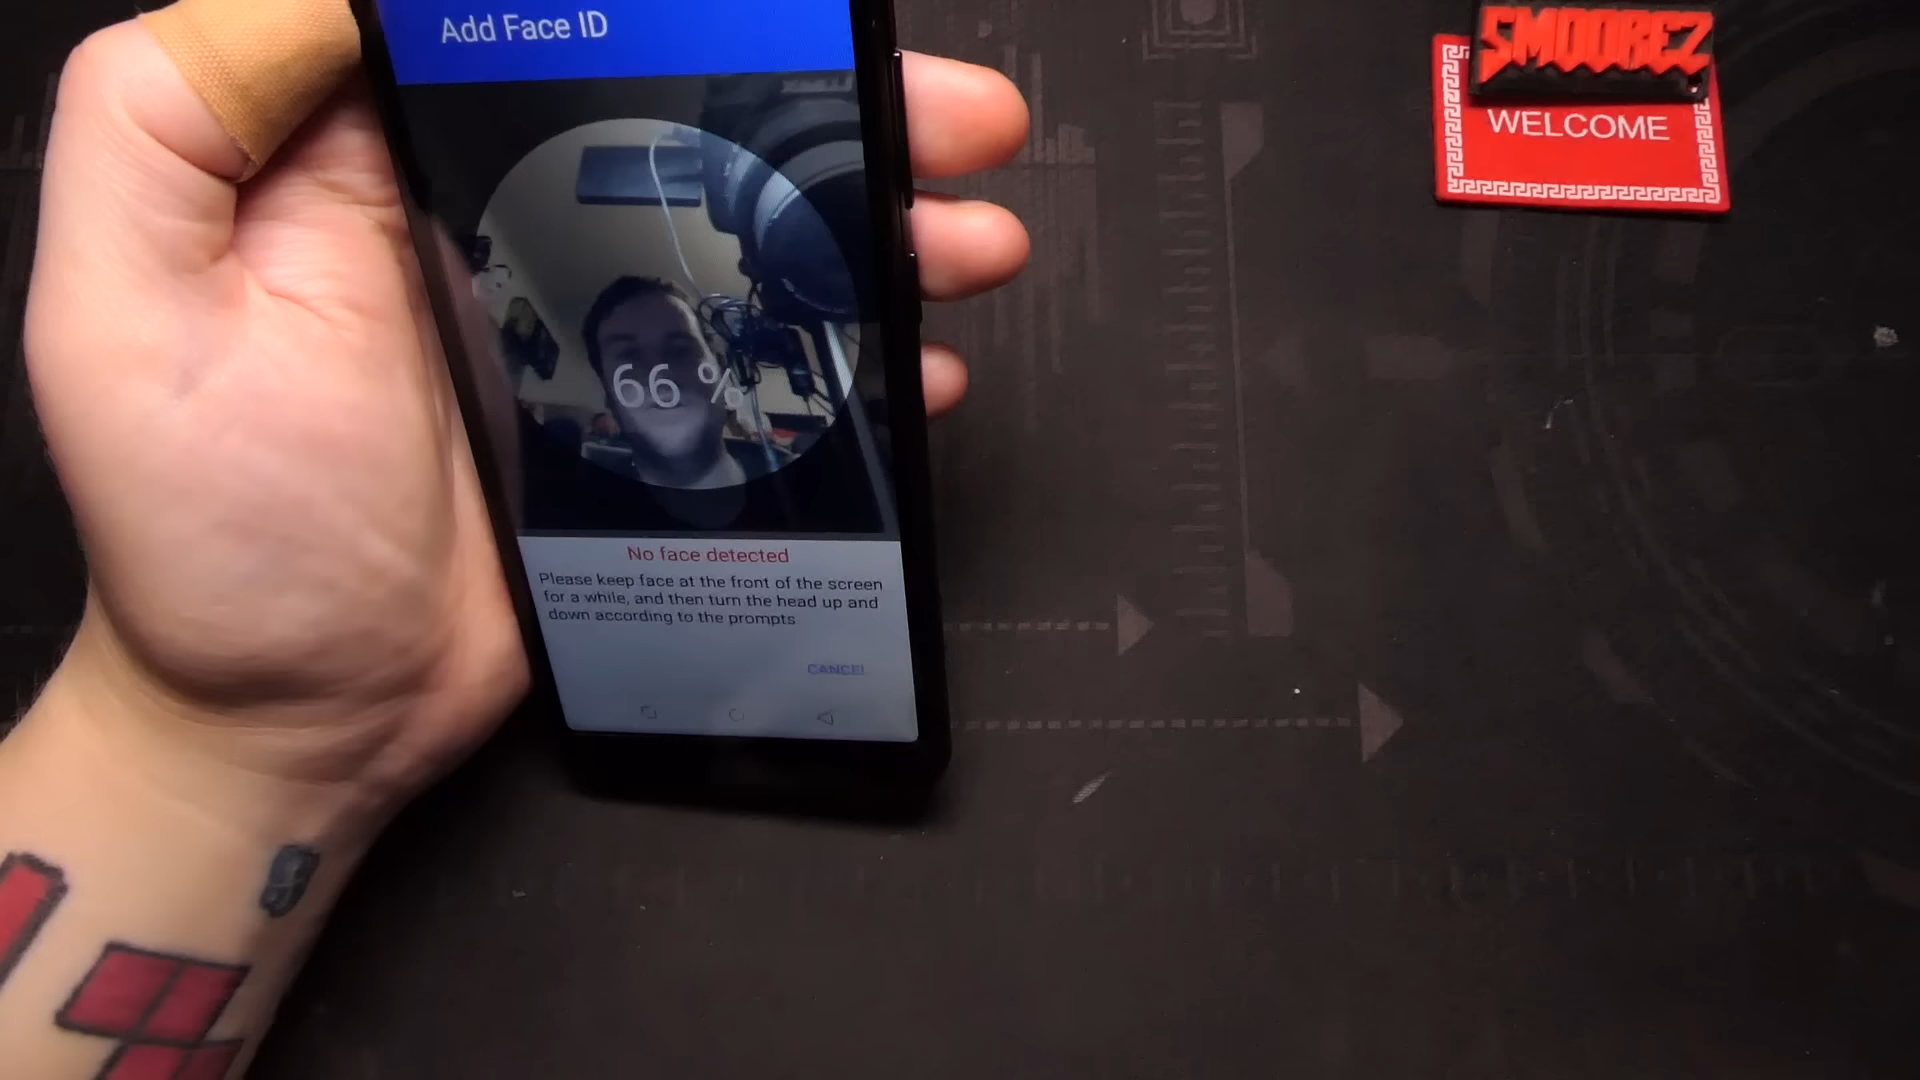 Add Face ID
66 %
No face detected
Please keep face at the front of the screen
for a while, and then turn the head up and
down according to the prompts
CANCEL
SMOOREZ
WELCOME